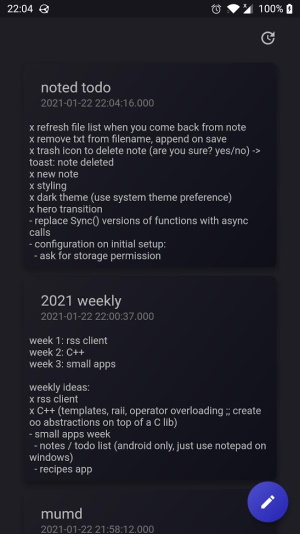 22:04
100%
noted todo
2021-01-22 22:04:16.000
x refresh file list when you come back from note
x remove txt from filename, append on save
x trash icon to delete note (are you sure? yes/no) ->
toast: note deleted
x new note
x styling
x dark theme (use system theme preference)
x hero transition
- replace Sync() versions of functions with async
calls
- configuration on initial setup:
- ask for storage permission
2021 weekly
2021-01-22 22:00:37.000
week 1: rss client
week 2: C++
week 3: small apps
weekly ideas:
x rss client
x C++ (templates, raii, operator overloading ;; create
oo abstractions on top of a C lib)
- small apps week
- notes / todo list (android only, just use notepad on
windows)
- recipes app
mumd
2021-01-22 21:58:12.000